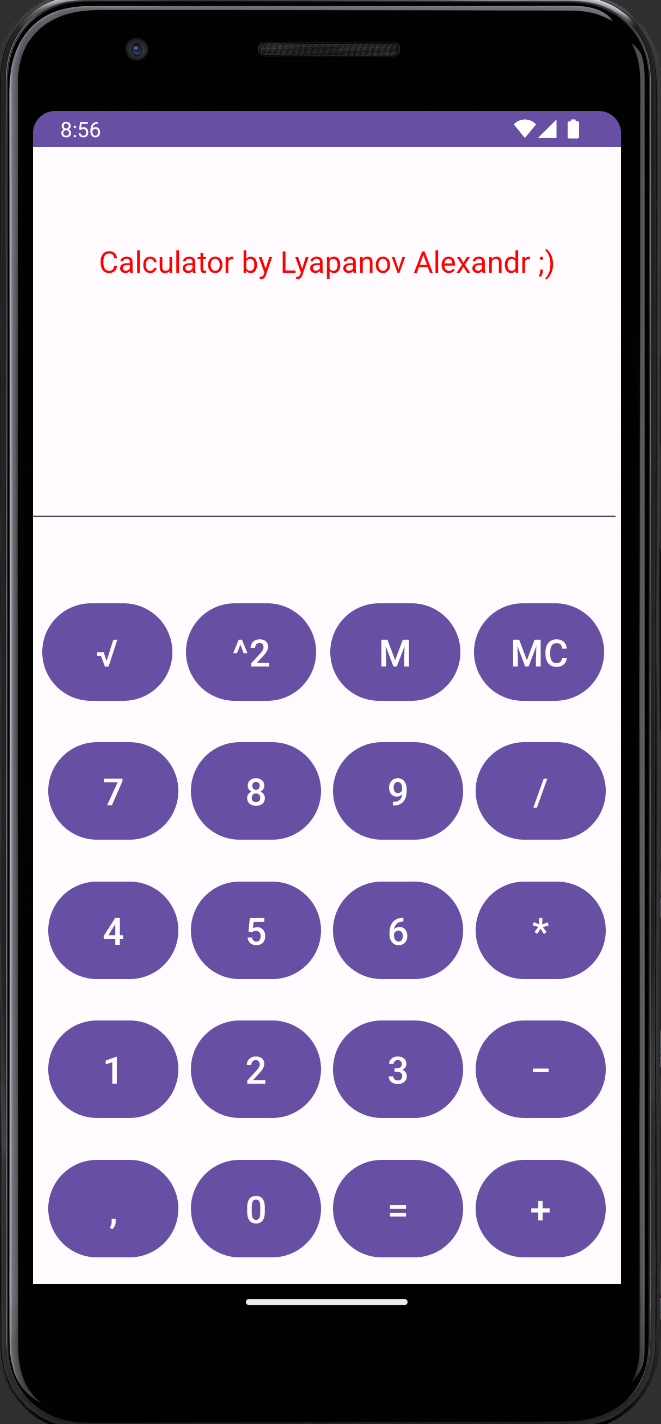 8:56
Calculator by Lyapanov Alexandr ;)
√ ^2 M MC
7 8 9 /
4 5 6 *
1 2 3 −
, 0 = +